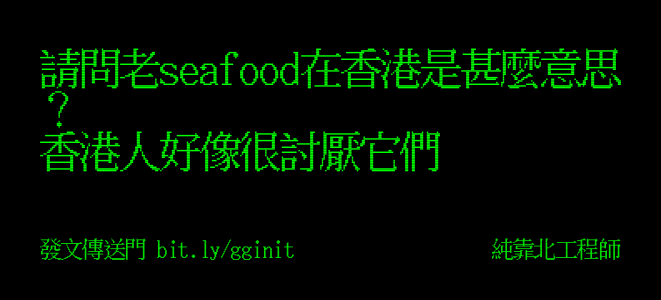 請問老seafood在香港是甚麼意思
？
香港人好像很討厭它們
發文傳送門 bit.ly/gginit
純靠北工程師